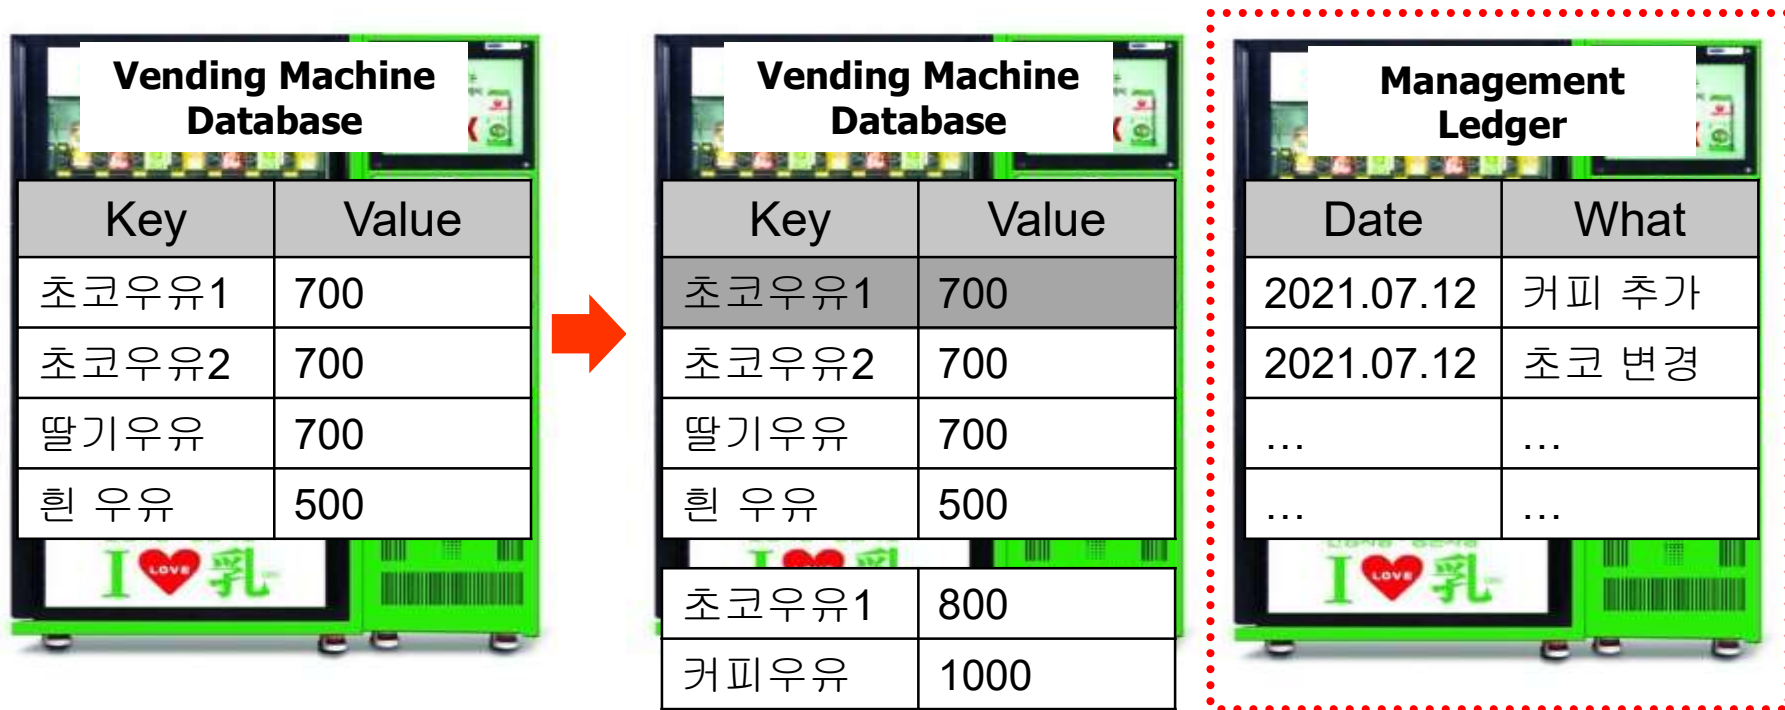 Vending Machine
Database
Key Value
초코우유1 700
초코우유2 700
딸기우유 700
흰 우유 500
I LOVE 乳
Vending Machine
Database
Key Value
초코우유1 700
초코우유2 700
딸기우유 700
흰 우유 500
초코우유1 800
커피우유 1000
Management
Ledger
Date What
2021.07.12 커피 추가
2021.07.12 초코 변경
... ...
... ...
I LOVE 乳